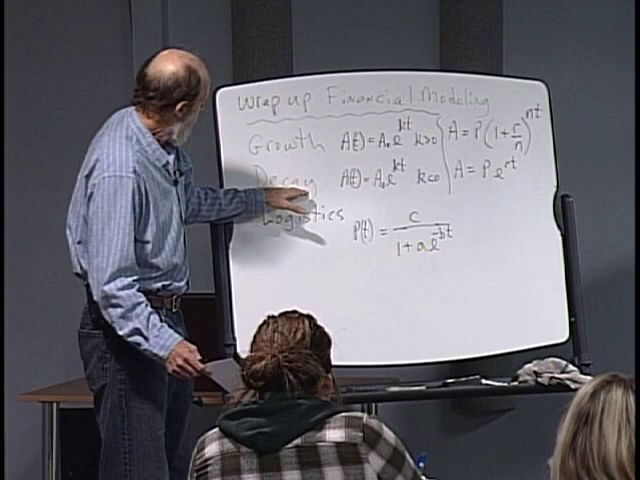 Wrap up Financial Modeling
Growth A(t) = A₀e^kt k>0
Decay A(t) = A₀e^kt k<0
Logistics P(t) = c / (1 + ae^-bt)
A = P(1 + r/n)^nt
A = Pe^rt